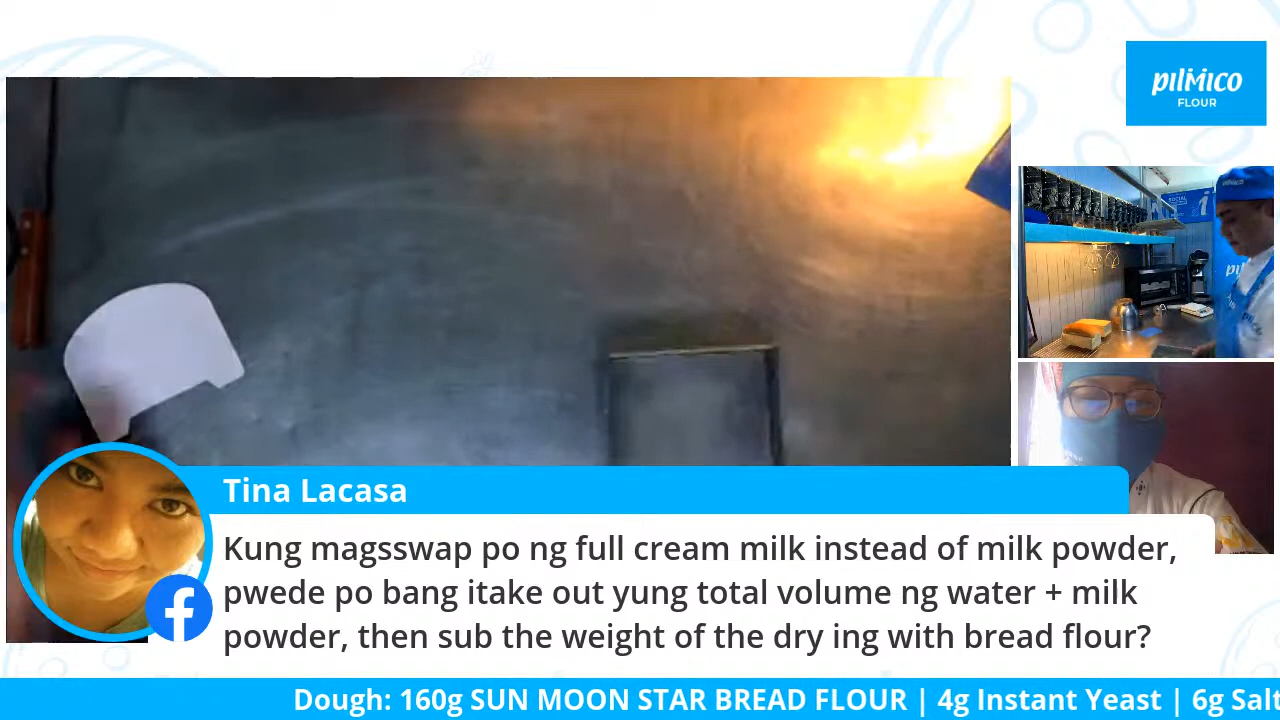 pilmico
FLOUR
SOCIAL
Tina Lacasa
Kung magsswap po ng full cream milk instead of milk powder,
pwede po bang itake out yung total volume ng water + milk
powder, then sub the weight of the dry ing with bread flour?
Dough: 160g SUN MOON STAR BREAD FLOUR | 4g Instant Yeast | 6g Salt